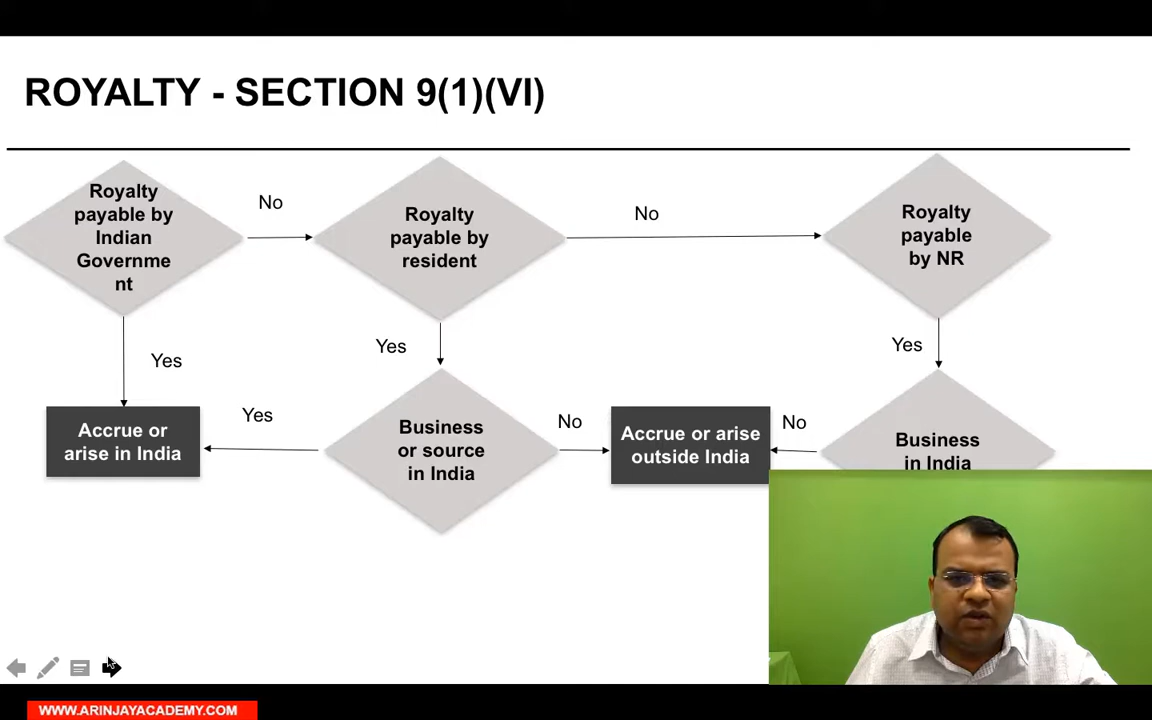 ROYALTY - SECTION 9(1)(VI)
Royalty
payable by
Indian
Governme
nt
No
Royalty
payable by
resident
No
Royalty
payable
by NR
Yes
Yes
Yes
Accrue or
arise in India
Yes
Business
or source
in India
No
Accrue or arise
outside India
No
Business
in India
WWW.ARINJAYACADEMY.COM